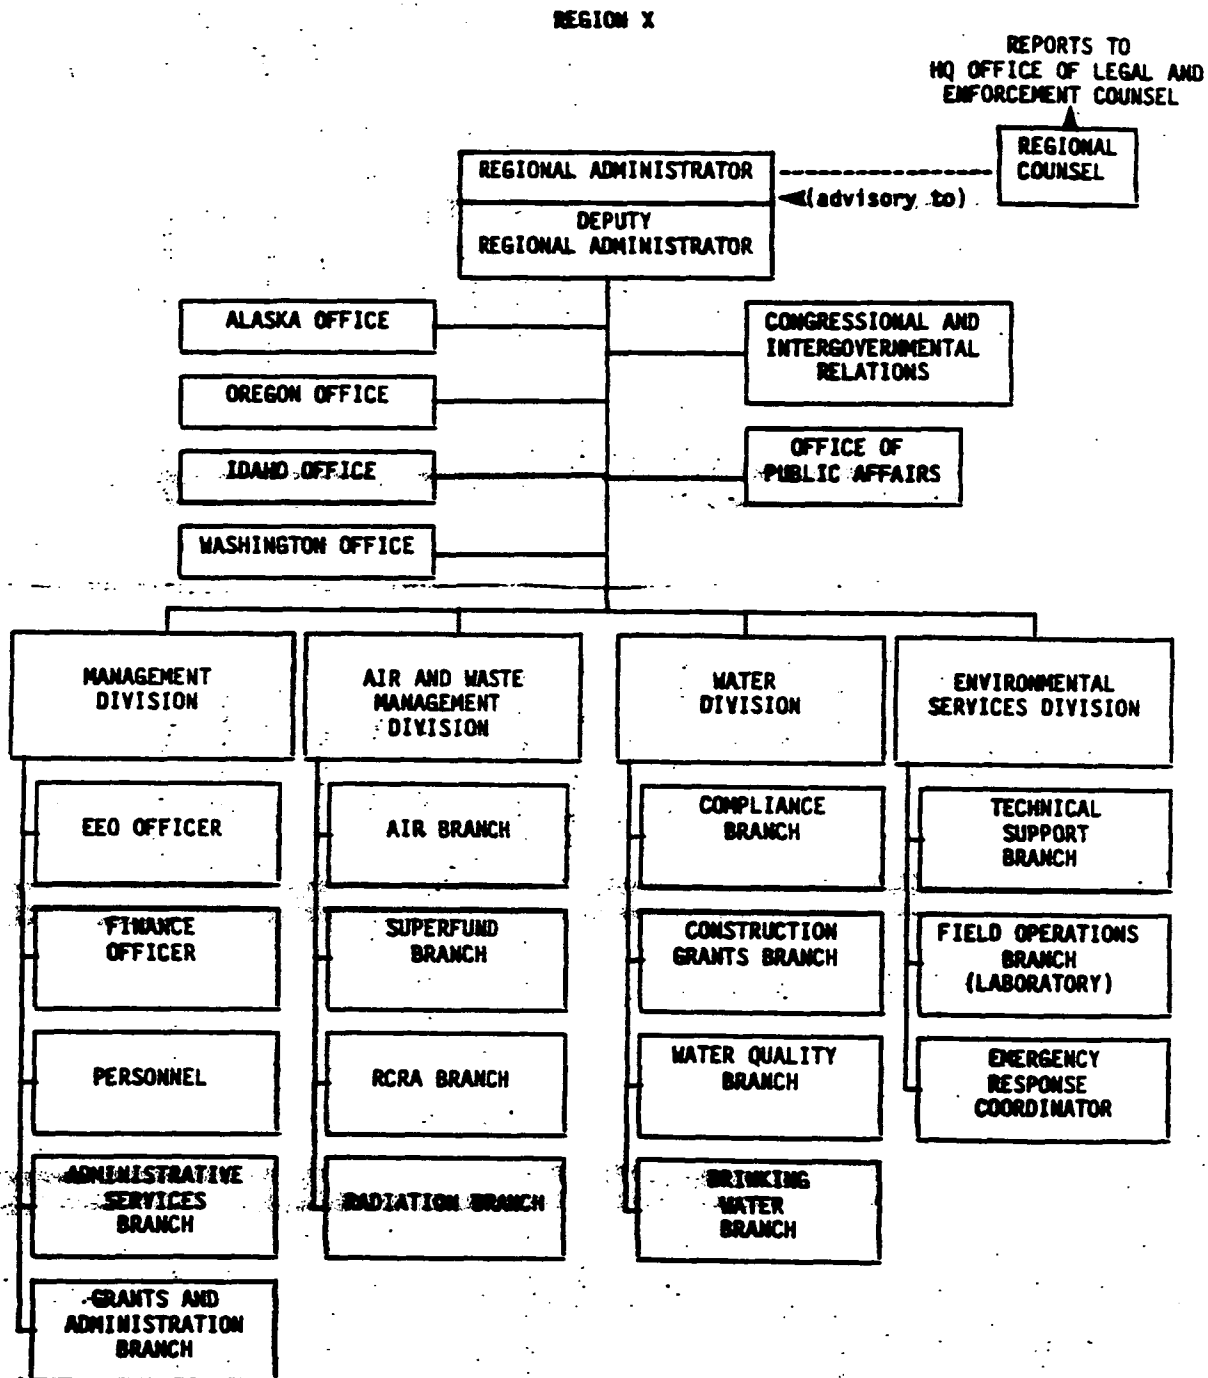 REGION X
REPORTS TO
HQ OFFICE OF LEGAL AND
ENFORCEMENT COUNSEL
REGIONAL
COUNSEL
REGIONAL ADMINISTRATOR
(advisory to)
DEPUTY
REGIONAL ADMINISTRATOR
ALASKA OFFICE
OREGON OFFICE
IDAHO OFFICE
WASHINGTON OFFICE
CONGRESSIONAL AND
INTERGOVERNMENTAL
RELATIONS
OFFICE OF
PUBLIC AFFAIRS
MANAGEMENT
DIVISION
EEO OFFICER
FINANCE
OFFICER
PERSONNEL
ADMINISTRATIVE
SERVICES
BRANCH
GRANTS AND
ADMINISTRATION
BRANCH
AIR AND WASTE
MANAGEMENT
DIVISION
AIR BRANCH
SUPERFUND
BRANCH
RCRA BRANCH
RADIATION BRANCH
WATER
DIVISION
COMPLIANCE
BRANCH
CONSTRUCTION
GRANTS BRANCH
WATER QUALITY
BRANCH
DRINKING
WATER
BRANCH
ENVIRONMENTAL
SERVICES DIVISION
TECHNICAL
SUPPORT
BRANCH
FIELD OPERATIONS
BRANCH
(LABORATORY)
EMERGENCY
RESPONSE
COORDINATOR